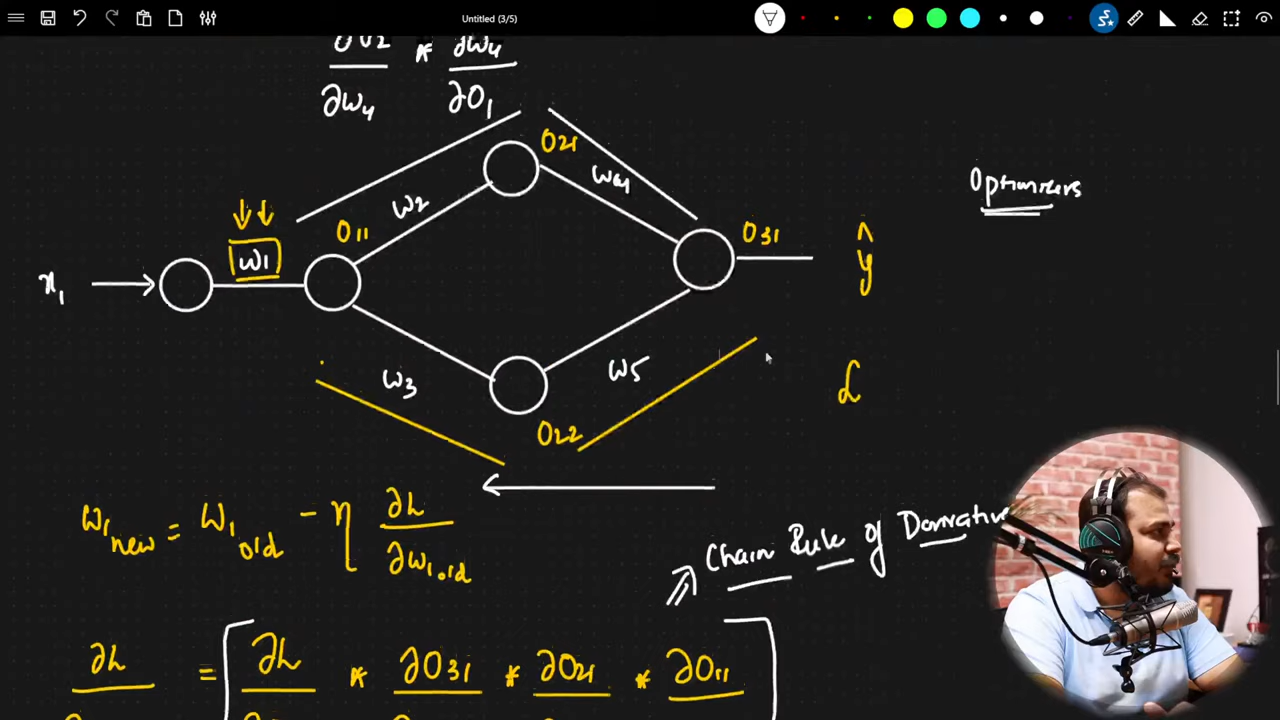 Untitled (3/5)
∂O2 * ∂w4
∂w4 ∂O1
O21
w2
w4
Optimizers
O11
O31
ŷ
w1
x1
w3
w5
L
O22
w1new = w1old - η ∂L
∂w1old
Chain Rule of Derivative
∂L = [ ∂L * ∂O31 * ∂O21 * ∂O11 ]